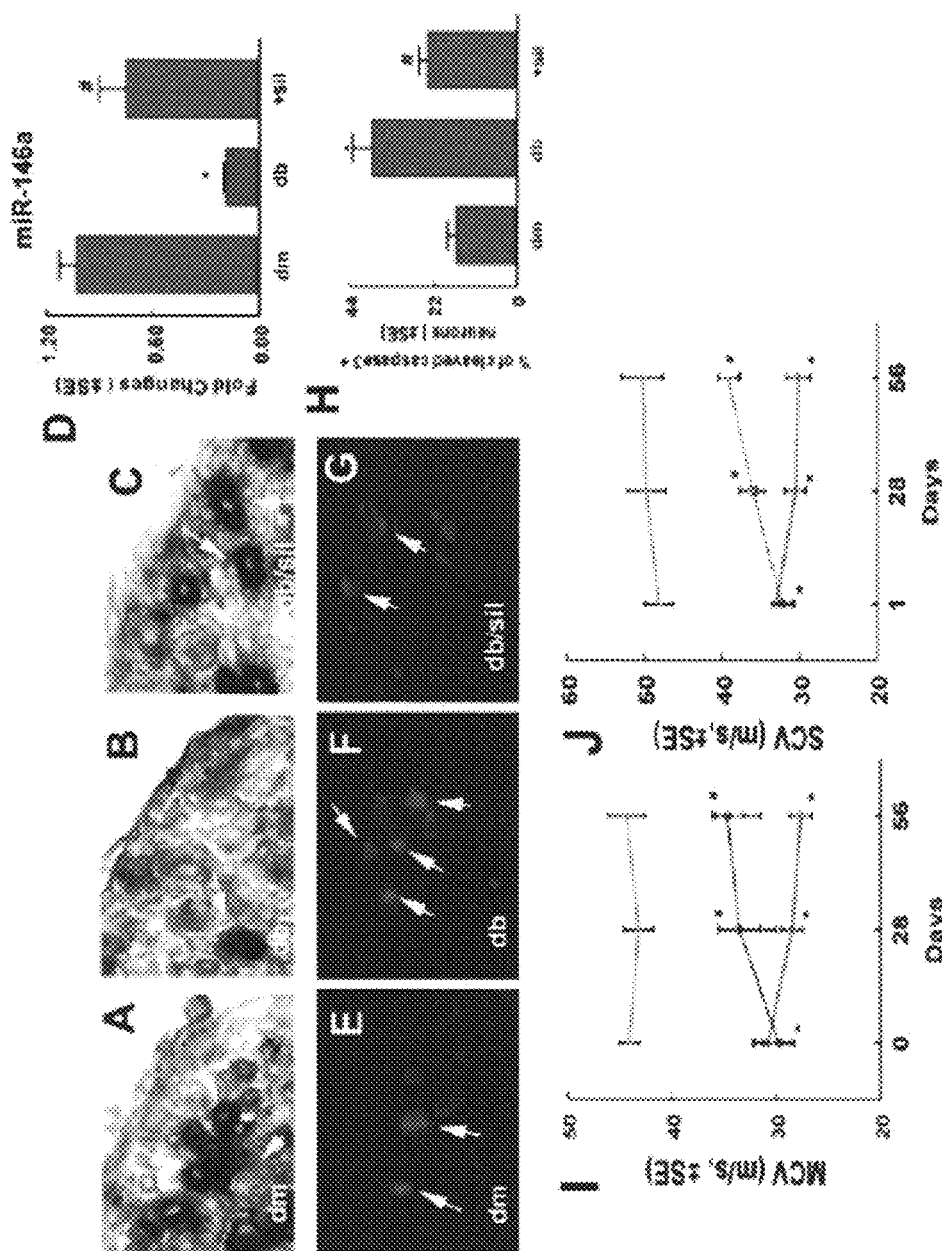 A
B
C
D
dm
miR-146a
Fold Changes (±SE)
1.20
0.60
0.00
dm
db
+sil
*
#
E
F
G
H
dm
db
db/sil
% of cleaved caspase3+
neurons (±SE)
44
22
0
dm
db
+sil
#
I
MCV (m/s, ±SE)
50
40
30
20
0
28
56
Days
*
*
*
*
*
J
SCV (m/s, ±SE)
60
50
40
30
20
1
28
56
Days
*
*
*
*
*